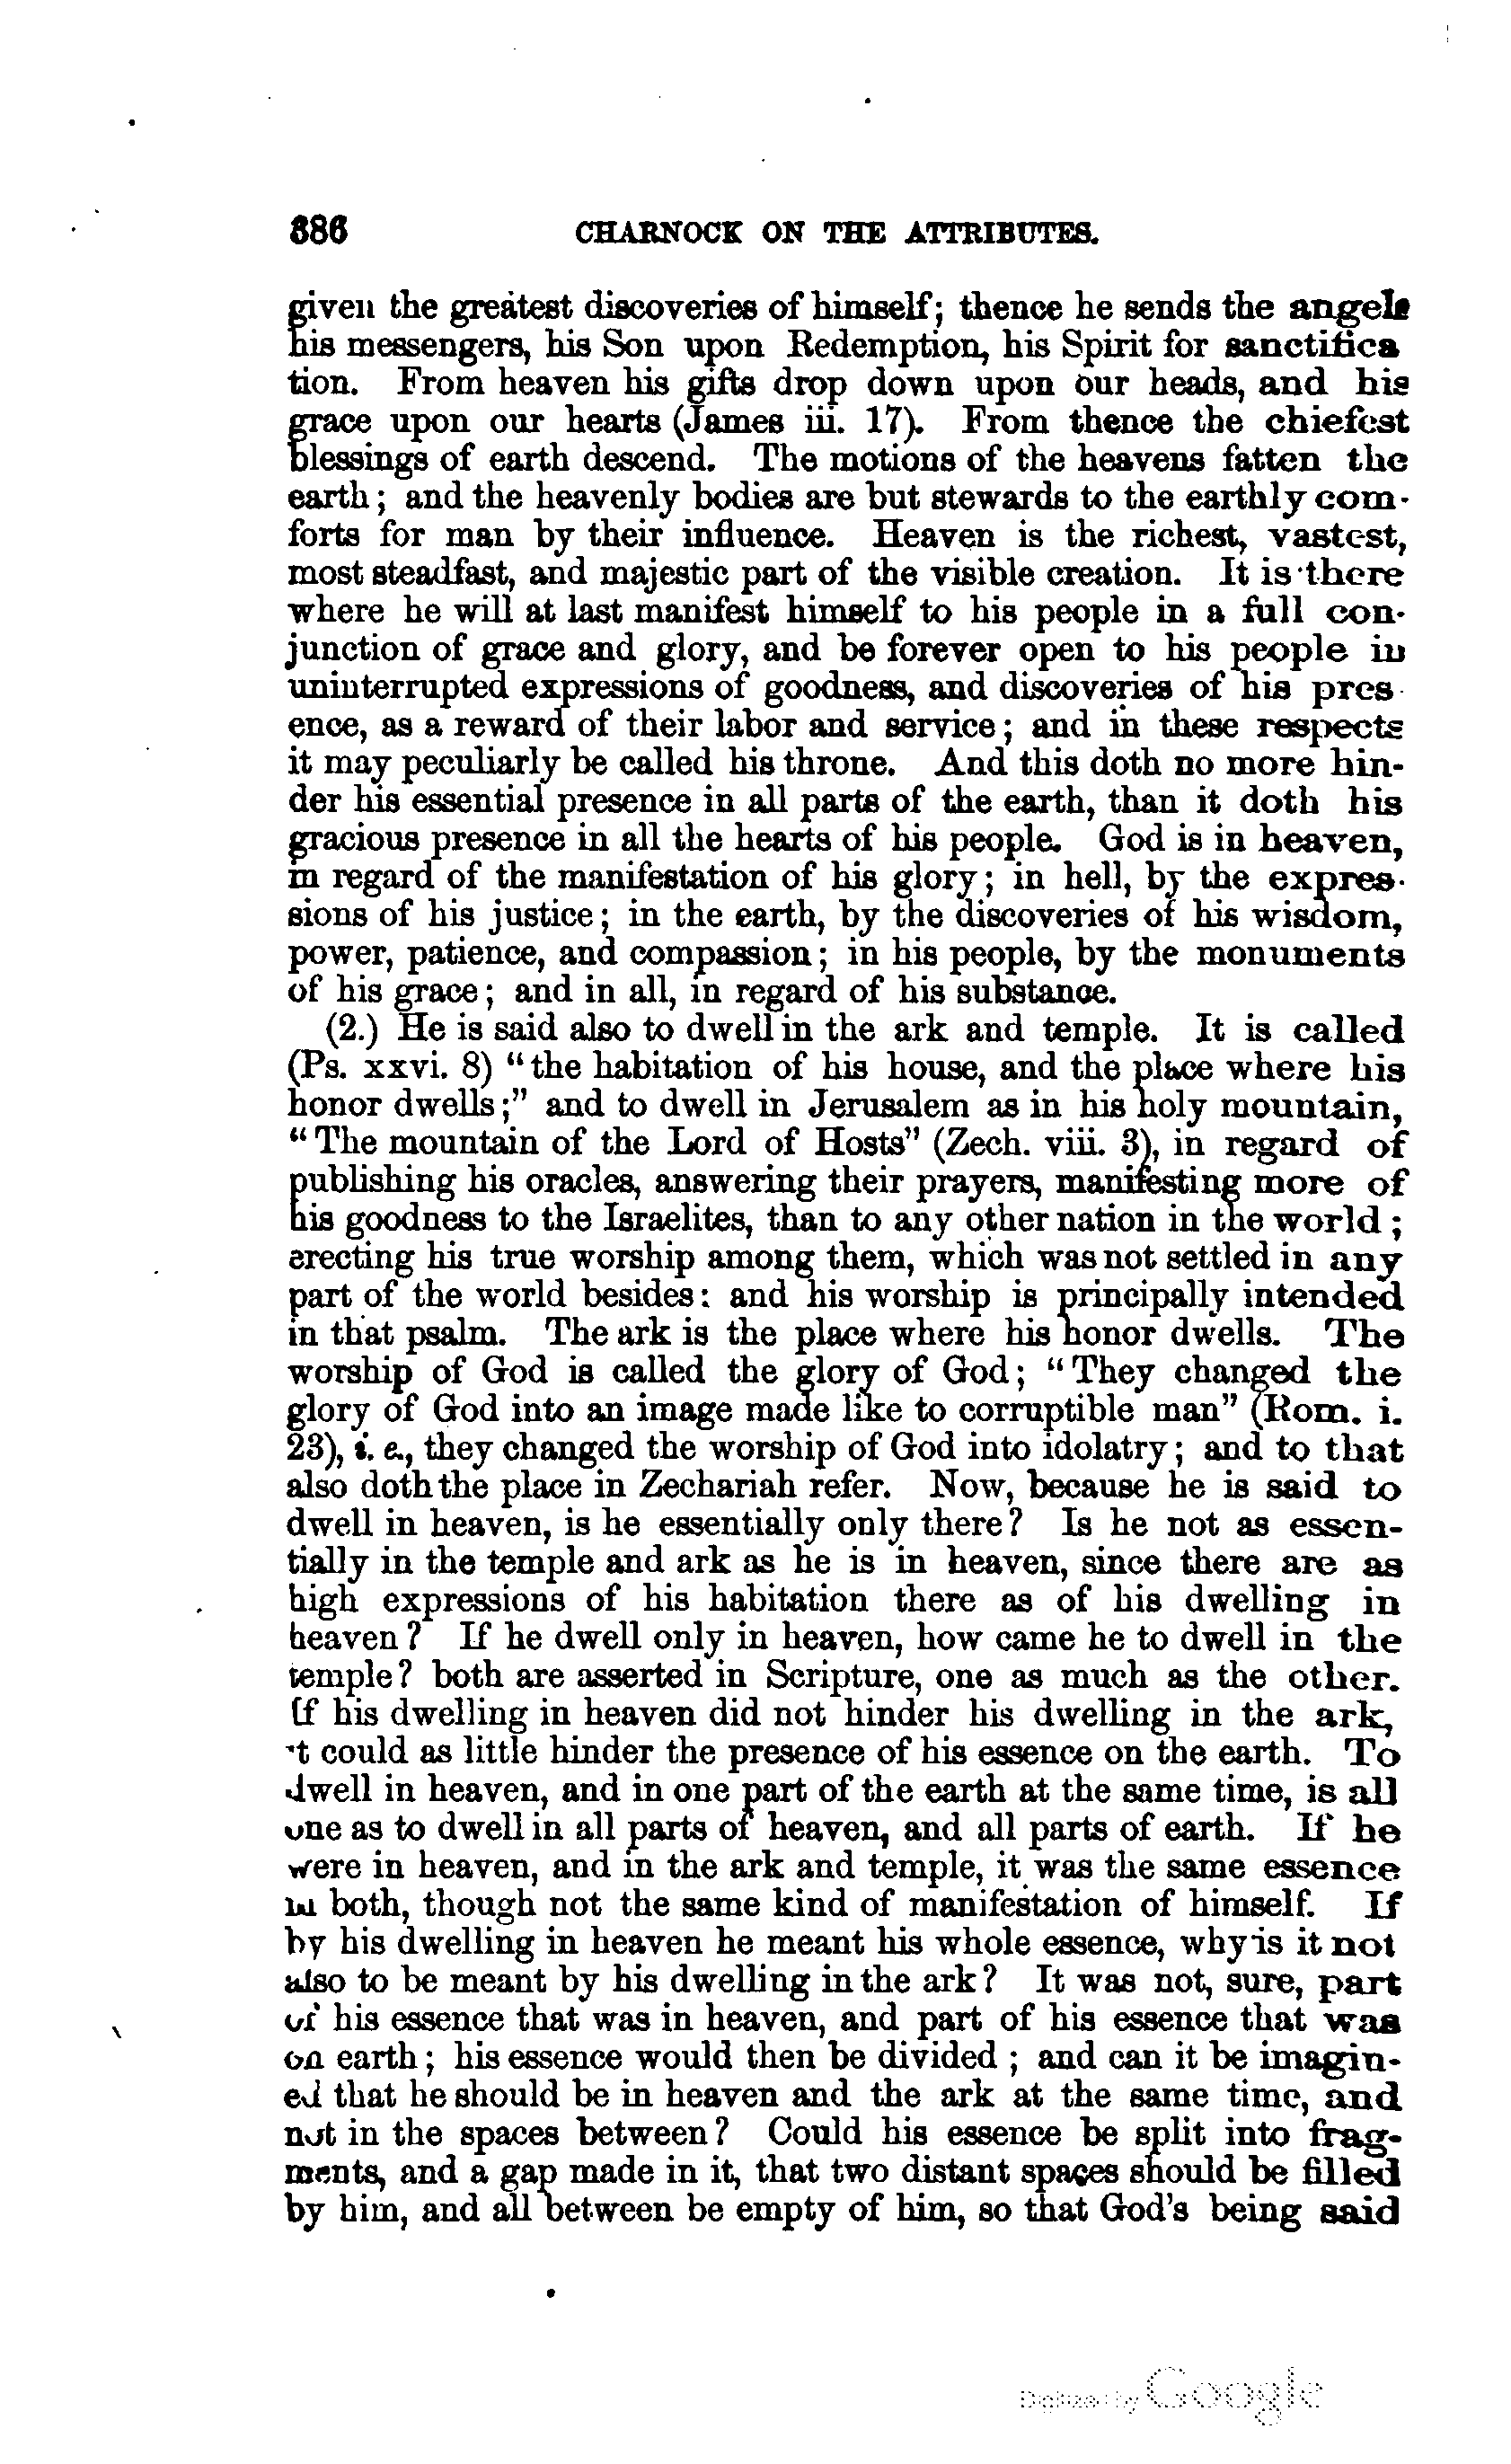 386 CHARNOCK ON THE ATTRIBUTES.
given the greatest discoveries of himself; thence he sends the angels
his messengers, his Son upon Redemption, his Spirit for sanctifica
tion. From heaven his gifts drop down upon our heads, and his
grace upon our hearts (James iii. 17). From thence the chiefest
blessings of earth descend. The motions of the heavens fatten the
earth; and the heavenly bodies are but stewards to the earthly com-
forts for man by their influence. Heaven is the richest, vastest,
most steadfast, and majestic part of the visible creation. It is there
where he will at last manifest himself to his people in a full con-
junction of grace and glory, and be forever open to his people in
uninterrupted expressions of goodness, and discoveries of his pres-
ence, as a reward of their labor and service; and in these respects
it may peculiarly be called his throne. And this doth no more hin-
der his essential presence in all parts of the earth, than it doth his
gracious presence in all the hearts of his people. God is in heaven,
in regard of the manifestation of his glory; in hell, by the expres-
sions of his justice; in the earth, by the discoveries of his wisdom,
power, patience, and compassion; in his people, by the monuments
of his grace; and in all, in regard of his substance.
(2.) He is said also to dwell in the ark and temple. It is called
(Ps. xxvi. 8) "the habitation of his house, and the place where his
honor dwells;" and to dwell in Jerusalem as in his holy mountain,
"The mountain of the Lord of Hosts" (Zech. viii. 3), in regard of
publishing his oracles, answering their prayers, manifesting more of
his goodness to the Israelites, than to any other nation in the world;
erecting his true worship among them, which was not settled in any
part of the world besides: and his worship is principally intended
in that psalm. The ark is the place where his honor dwells. The
worship of God is called the glory of God; "They changed the
glory of God into an image made like to corruptible man" (Rom. i.
23), i. e., they changed the worship of God into idolatry; and to that
also doth the place in Zechariah refer. Now, because he is said to
dwell in heaven, is he essentially only there? Is he not as essen-
tially in the temple and ark as he is in heaven, since there are as
high expressions of his habitation there as of his dwelling in
heaven? If he dwell only in heaven, how came he to dwell in the
temple? both are asserted in Scripture, one as much as the other.
If his dwelling in heaven did not hinder his dwelling in the ark,
it could as little hinder the presence of his essence on the earth. To
dwell in heaven, and in one part of the earth at the same time, is all
one as to dwell in all parts of heaven, and all parts of earth. If he
were in heaven, and in the ark and temple, it was the same essence
in both, though not the same kind of manifestation of himself. If
by his dwelling in heaven he meant his whole essence, why is it not
also to be meant by his dwelling in the ark? It was not, sure, part
of his essence that was in heaven, and part of his essence that was
on earth; his essence would then be divided; and can it be imagin-
ed that he should be in heaven and the ark at the same time, and
not in the spaces between? Could his essence be split into frag-
ments, and a gap made in it, that two distant spaces should be filled
by him, and all between be empty of him, so that God's being said
Digitized by Google